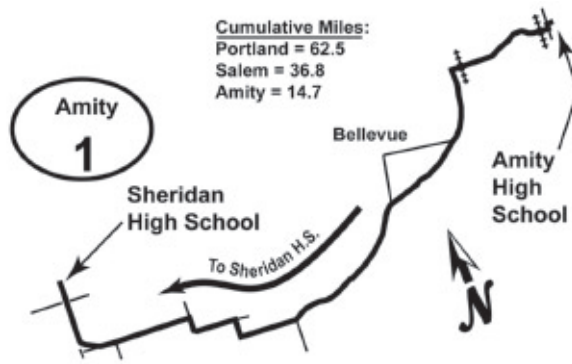 Cumulative Miles:
Portland = 62.5
Salem = 36.8
Amity = 14.7
Amity
1
Bellevue
Amity
High
School
Sheridan
High School
To Sheridan H.S.
N